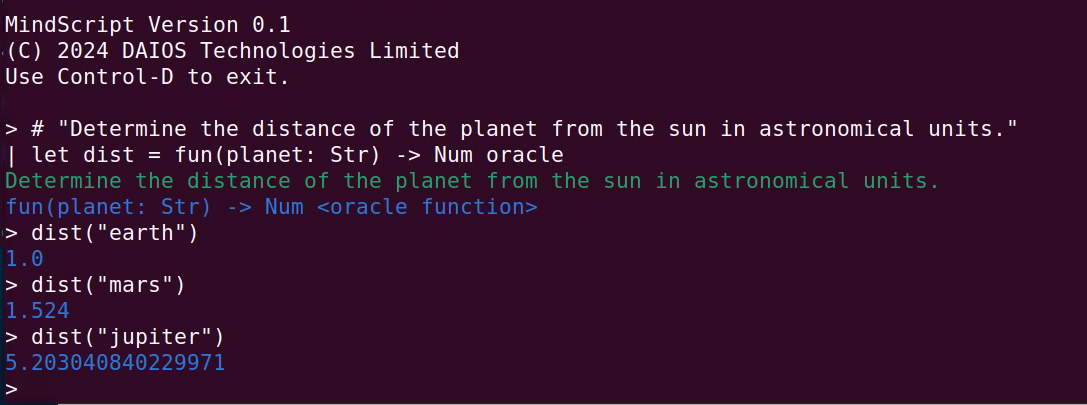 MindScript Version 0.1
(C) 2024 DAIOS Technologies Limited
Use Control-D to exit.
> # "Determine the distance of the planet from the sun in astronomical units."
| let dist = fun(planet: Str) -> Num oracle
Determine the distance of the planet from the sun in astronomical units.
fun(planet: Str) -> Num <oracle function>
> dist("earth")
1.0
> dist("mars")
1.524
> dist("jupiter")
5.203040840229971
>